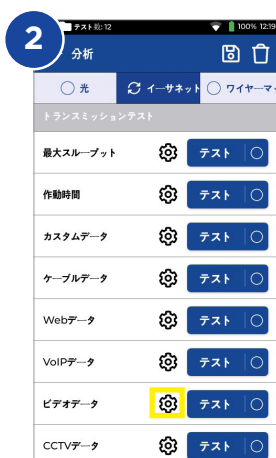 2
テスト 数: 12
100% 12:19
分析
光
イーサネット
ワイヤーマ
トランスミッションテスト
最大スループット
テスト
作動時間
テスト
カスタムデータ
テスト
ケーブルデータ
テスト
Webデータ
テスト
VoIPデータ
テスト
ビデオデータ
テスト
CCTVデータ
テスト